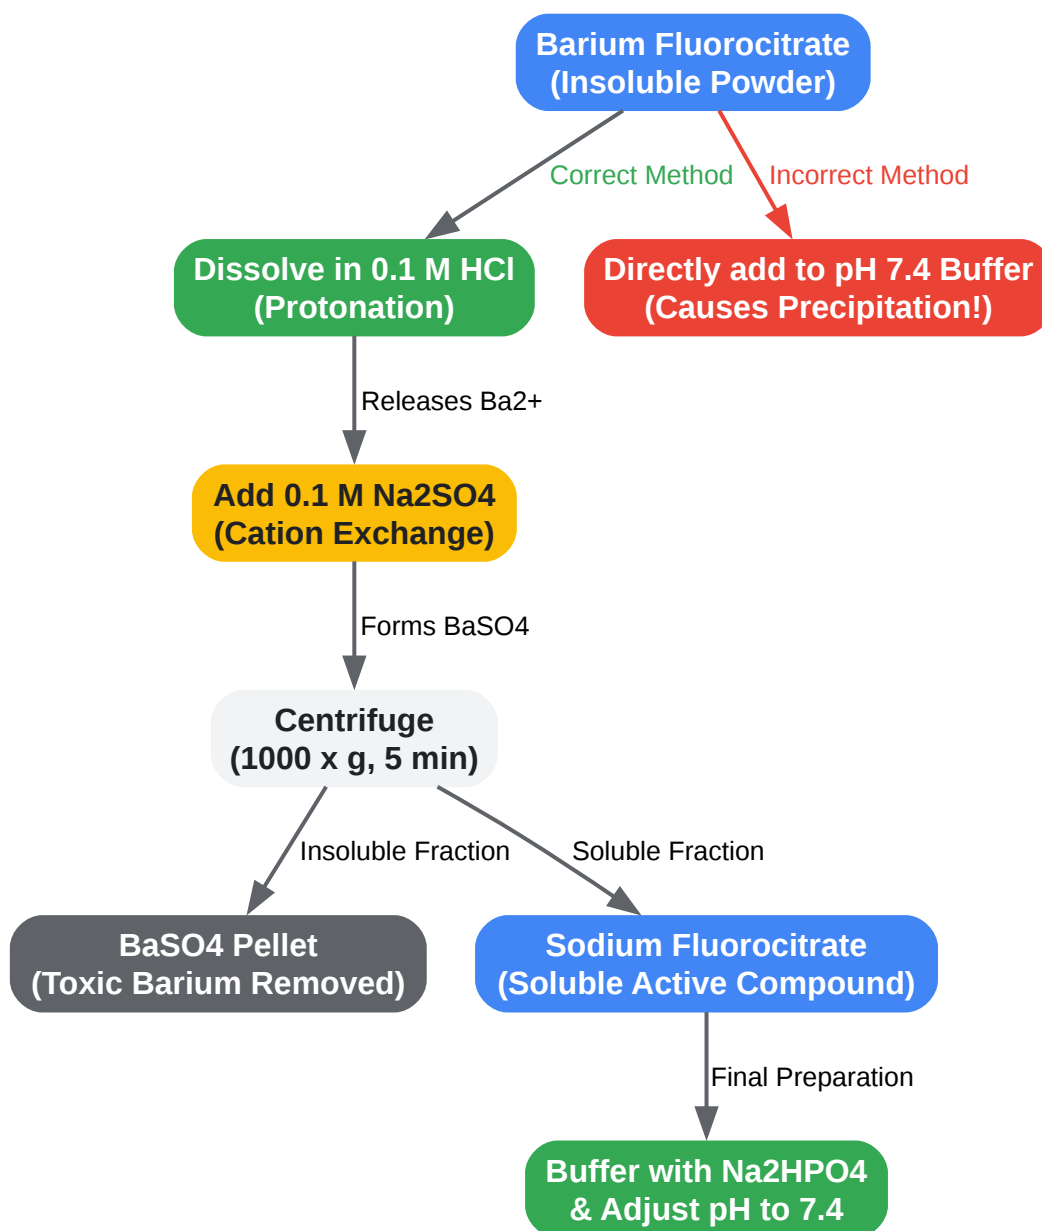 Barium Fluorocitrate
(Insoluble Powder)
Correct Method
Incorrect Method
Dissolve in 0.1 M HCl
(Protonation)
Directly add to pH 7.4 Buffer
(Causes Precipitation!)
Releases Ba2+
Add 0.1 M Na2SO4
(Cation Exchange)
Forms BaSO4
Centrifuge
(1000 x g, 5 min)
Insoluble Fraction
Soluble Fraction
BaSO4 Pellet
(Toxic Barium Removed)
Sodium Fluorocitrate
(Soluble Active Compound)
Final Preparation
Buffer with Na2HPO4
& Adjust pH to 7.4